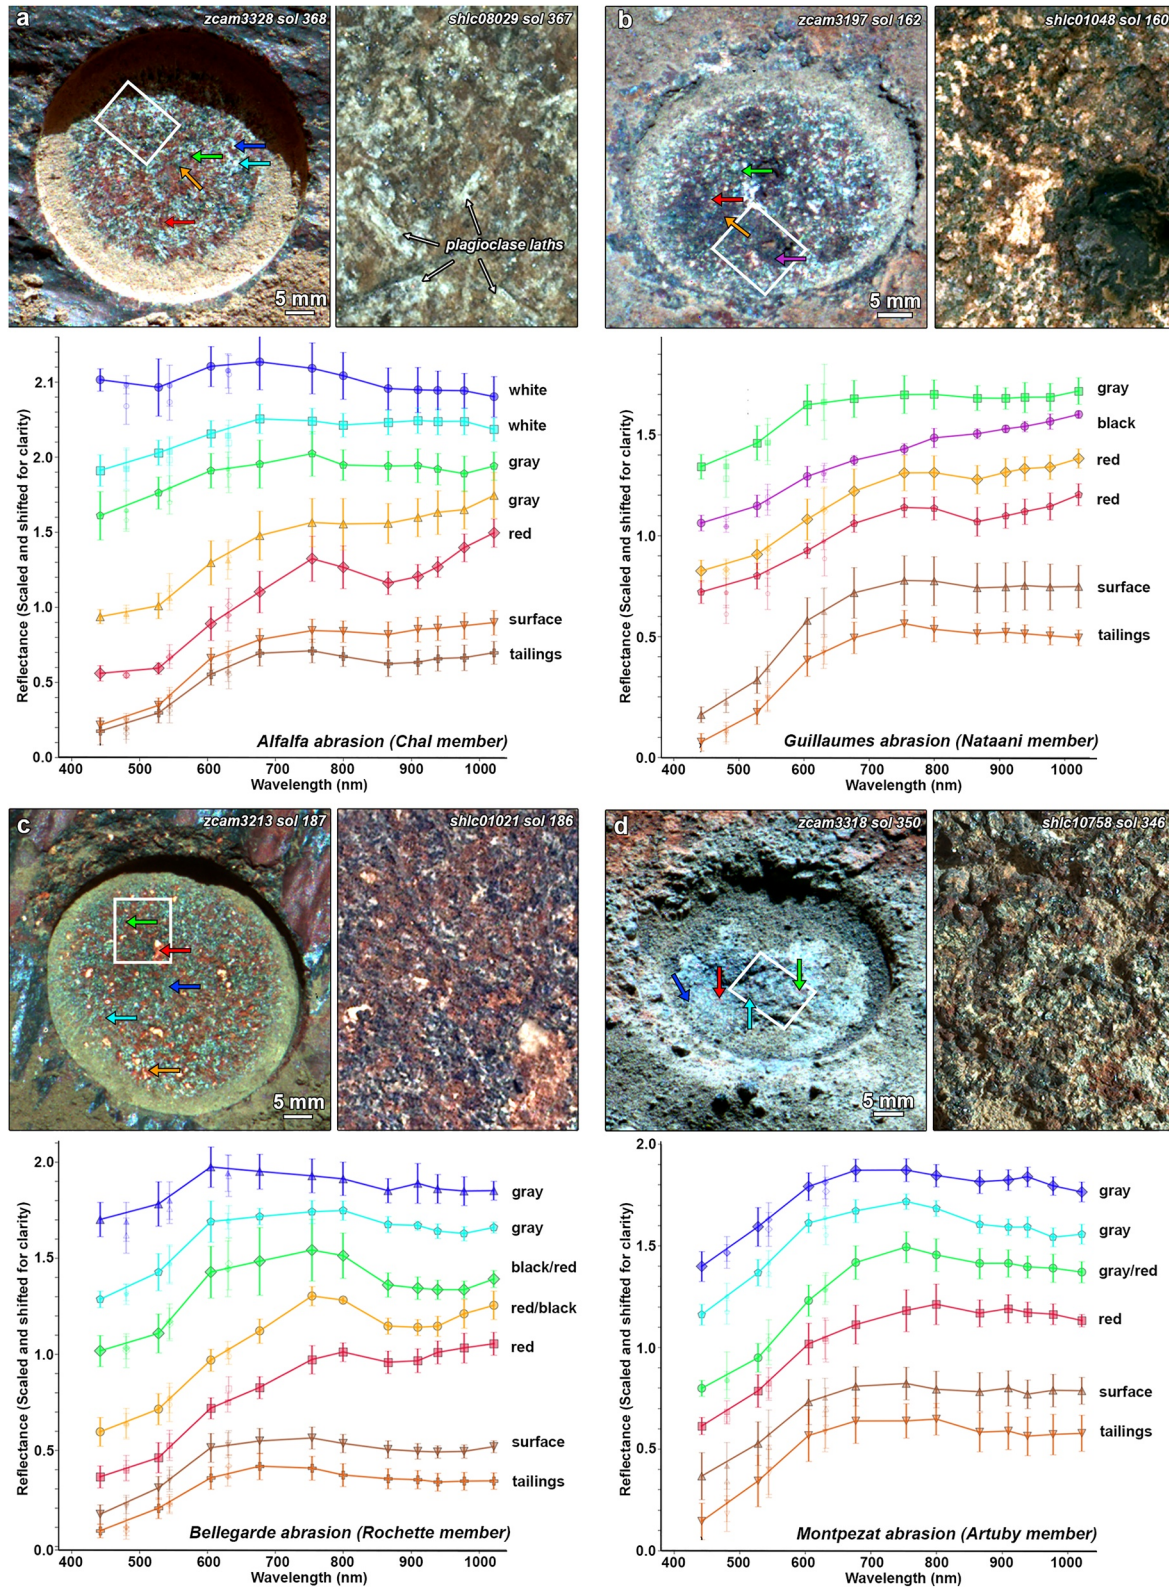 a
zcam3328 sol 368
shlc08029 sol 367
plagioclase laths
5 mm
Reflectance (Scaled and shifted for clarity)
2.1
2.0
1.5
1.0
0.5
0.0
white
white
gray
gray
red
surface
tailings
Alfalfa abrasion (Chal member)
400 500 600 700 800 900 1000
Wavelength (nm)
b
zcam3197 sol 162
shlc01048 sol 160
5 mm
Reflectance (Scaled and shifted for clarity)
1.5
1.0
0.5
0.0
gray
black
red
red
surface
tailings
Guillaumes abrasion (Nataani member)
400 500 600 700 800 900 1000
Wavelength (nm)
c
zcam3213 sol 187
shlc01021 sol 186
5 mm
Reflectance (Scaled and shifted for clarity)
2.0
1.5
1.0
0.5
0.0
gray
gray
black/red
red/black
red
surface
tailings
Bellegarde abrasion (Rochette member)
400 500 600 700 800 900 1000
Wavelength (nm)
d
zcam3318 sol 350
shlc10758 sol 346
5 mm
Reflectance (Scaled and shifted for clarity)
2.0
1.5
1.0
0.5
0.0
gray
gray
gray/red
red
surface
tailings
Montpezat abrasion (Artuby member)
400 500 600 700 800 900 1000
Wavelength (nm)